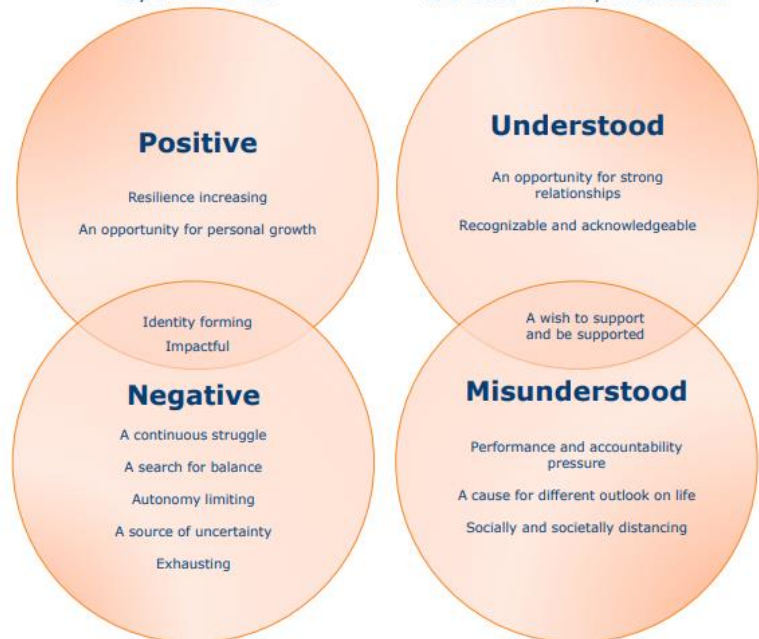 Positive
Resilience increasing
An opportunity for personal growth
Identity forming
Impactful
Negative
A continuous struggle
A search for balance
Autonomy limiting
A source of uncertainty
Exhausting
Understood
An opportunity for strong
relationships
Recognizable and acknowledgeable
A wish to support
and be supported
Misunderstood
Performance and accountability
pressure
A cause for different outlook on life
Socially and societally distancing